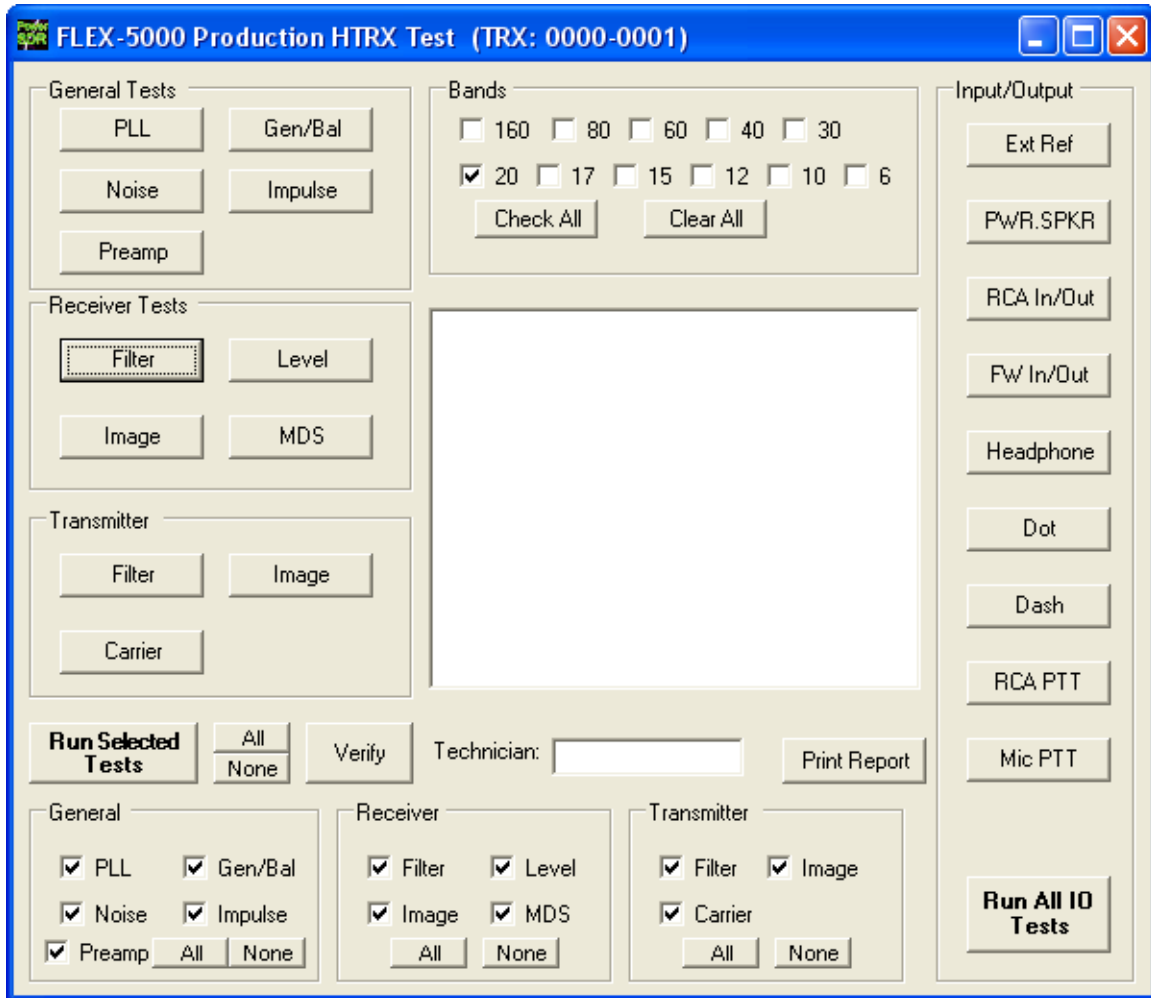 Power SDR
FLEX-5000 Production HTRX Test (TRX: 0000-0001)
General Tests
PLL Gen/Bal
Noise Impulse
Preamp
Receiver Tests
Filter Level
Image MDS
Transmitter
Filter Image
Carrier
Bands
160 80 60 40 30
20 17 15 12 10 6
Check All Clear All
Input/Output
Ext Ref
PWR.SPKR
RCA In/Out
FW In/Out
Headphone
Dot
Dash
RCA PTT
Mic PTT
Run Selected
Tests
All
None
Verify
Technician:
Print Report
General
PLL Gen/Bal
Noise Impulse
Preamp All None
Receiver
Filter Level
Image MDS
All None
Transmitter
Filter Image
Carrier
All None
Run All IO
Tests